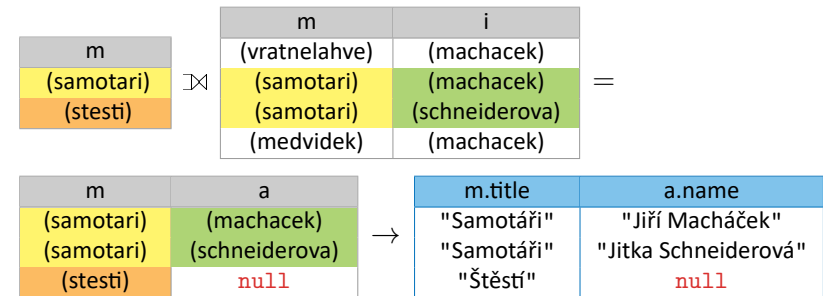 m i
m (vratnelahve) (machacek)
(samotari) ⟕ (samotari) (machacek) =
(stesti) (samotari) (schneiderova)
(medvidek) (machacek)
m a → m.title a.name
(samotari) (machacek) "Samotáři" "Jiří Macháček"
(samotari) (schneiderova) "Samotáři" "Jitka Schneiderová"
(stesti) null "Štěstí" null